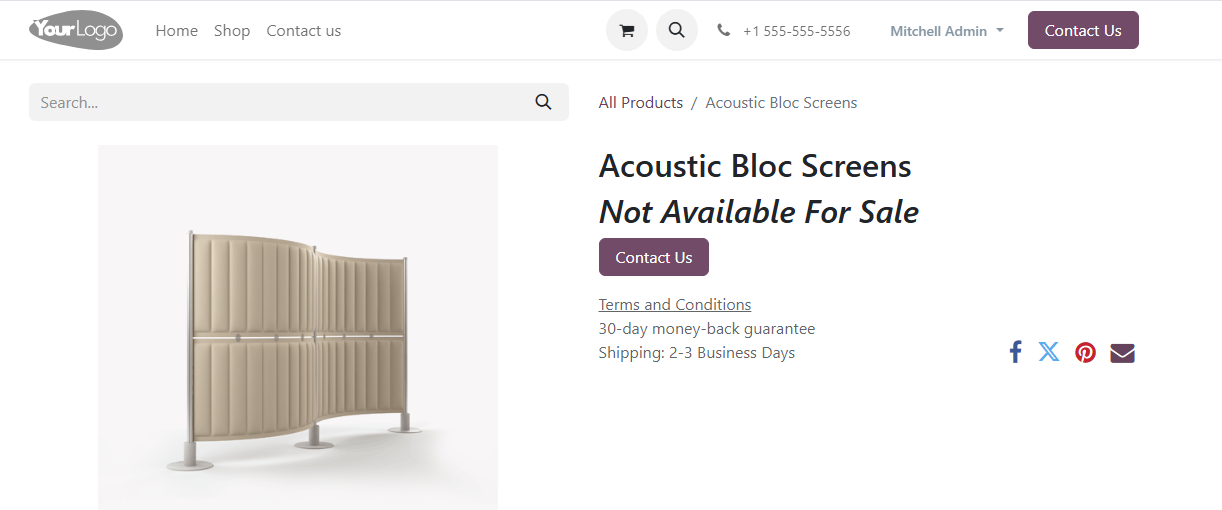 YourLogo
Home
Shop
Contact us
+1 555-555-5556
Mitchell Admin
Contact Us
Search...
All Products / Acoustic Bloc Screens
Acoustic Bloc Screens
Not Available For Sale
Contact Us
Terms and Conditions
30-day money-back guarantee
Shipping: 2-3 Business Days